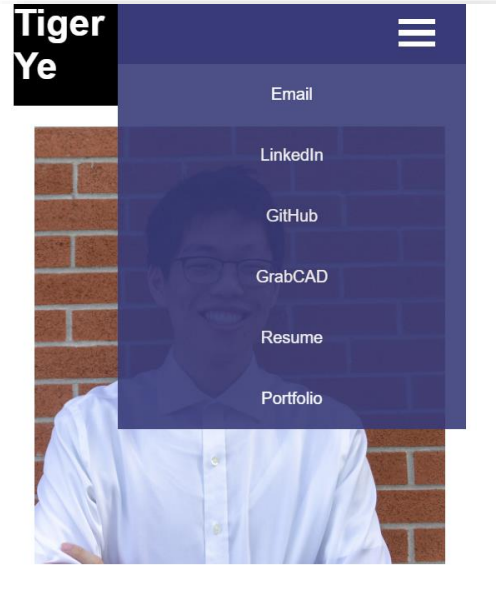 Tiger
Ye
Email
LinkedIn
GitHub
GrabCAD
Resume
Portfolio